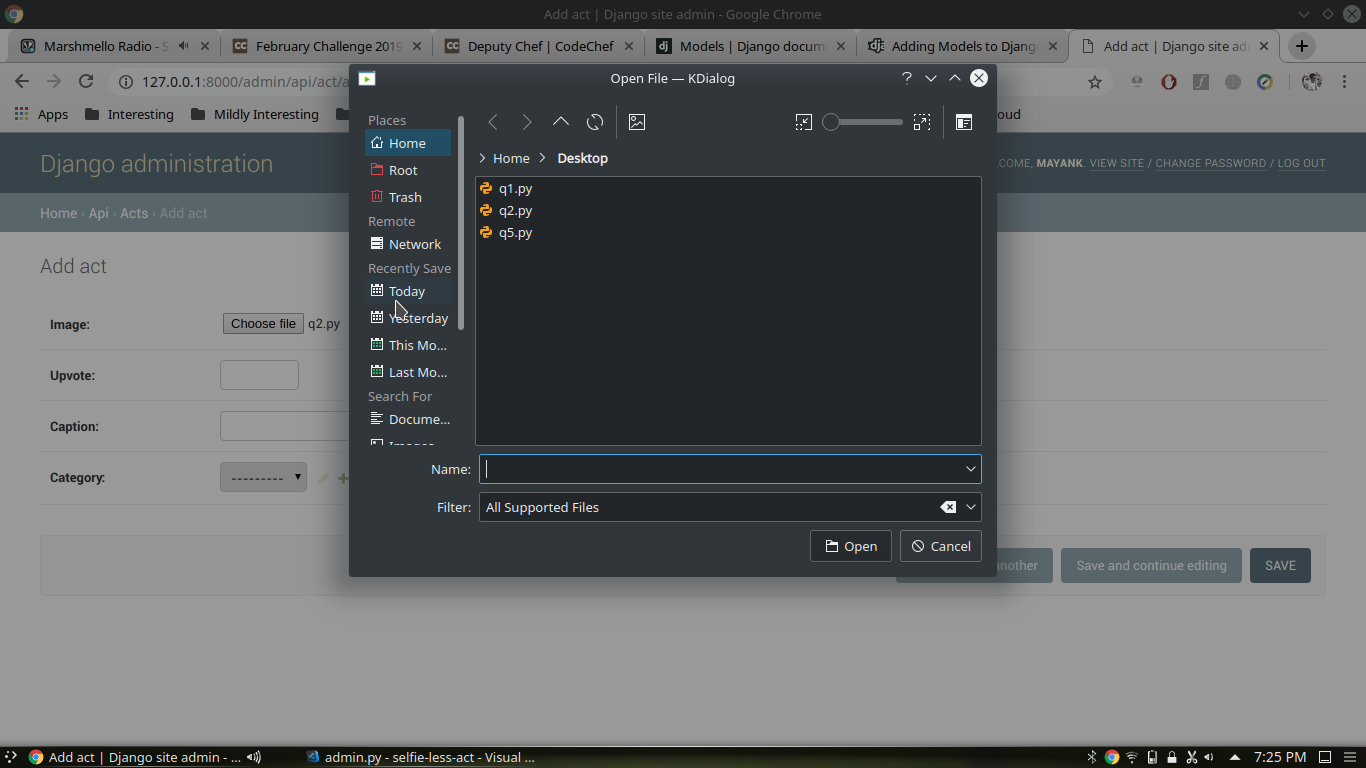 Add act | Django site admin - Google Chrome
Marshmello Radio - S
February Challenge 2019
Deputy Chef | CodeChef
Models | Django docum
Adding Models to Djang
Add act | Django site ad
127.0.0.1:8000/admin/api/act/a
Apps Interesting Mildly Interesting oud
Open File — KDialog
Django administration
COME, MAYANK. VIEW SITE / CHANGE PASSWORD / LOG OUT
Home › Api › Acts › Add act
Add act
Image: Choose file q2.py
Upvote:
Caption:
Category: ---------
another Save and continue editing SAVE
Places
Home
Root
Trash
Remote
Network
Recently Save
Today
Yesterday
This Mo...
Last Mo...
Search For
Docume...
Images
Home Desktop
q1.py
q2.py
q5.py
Name:
Filter: All Supported Files
Open Cancel
Add act | Django site admin - ... admin.py - selfie-less-act - Visual ... 7:25 PM